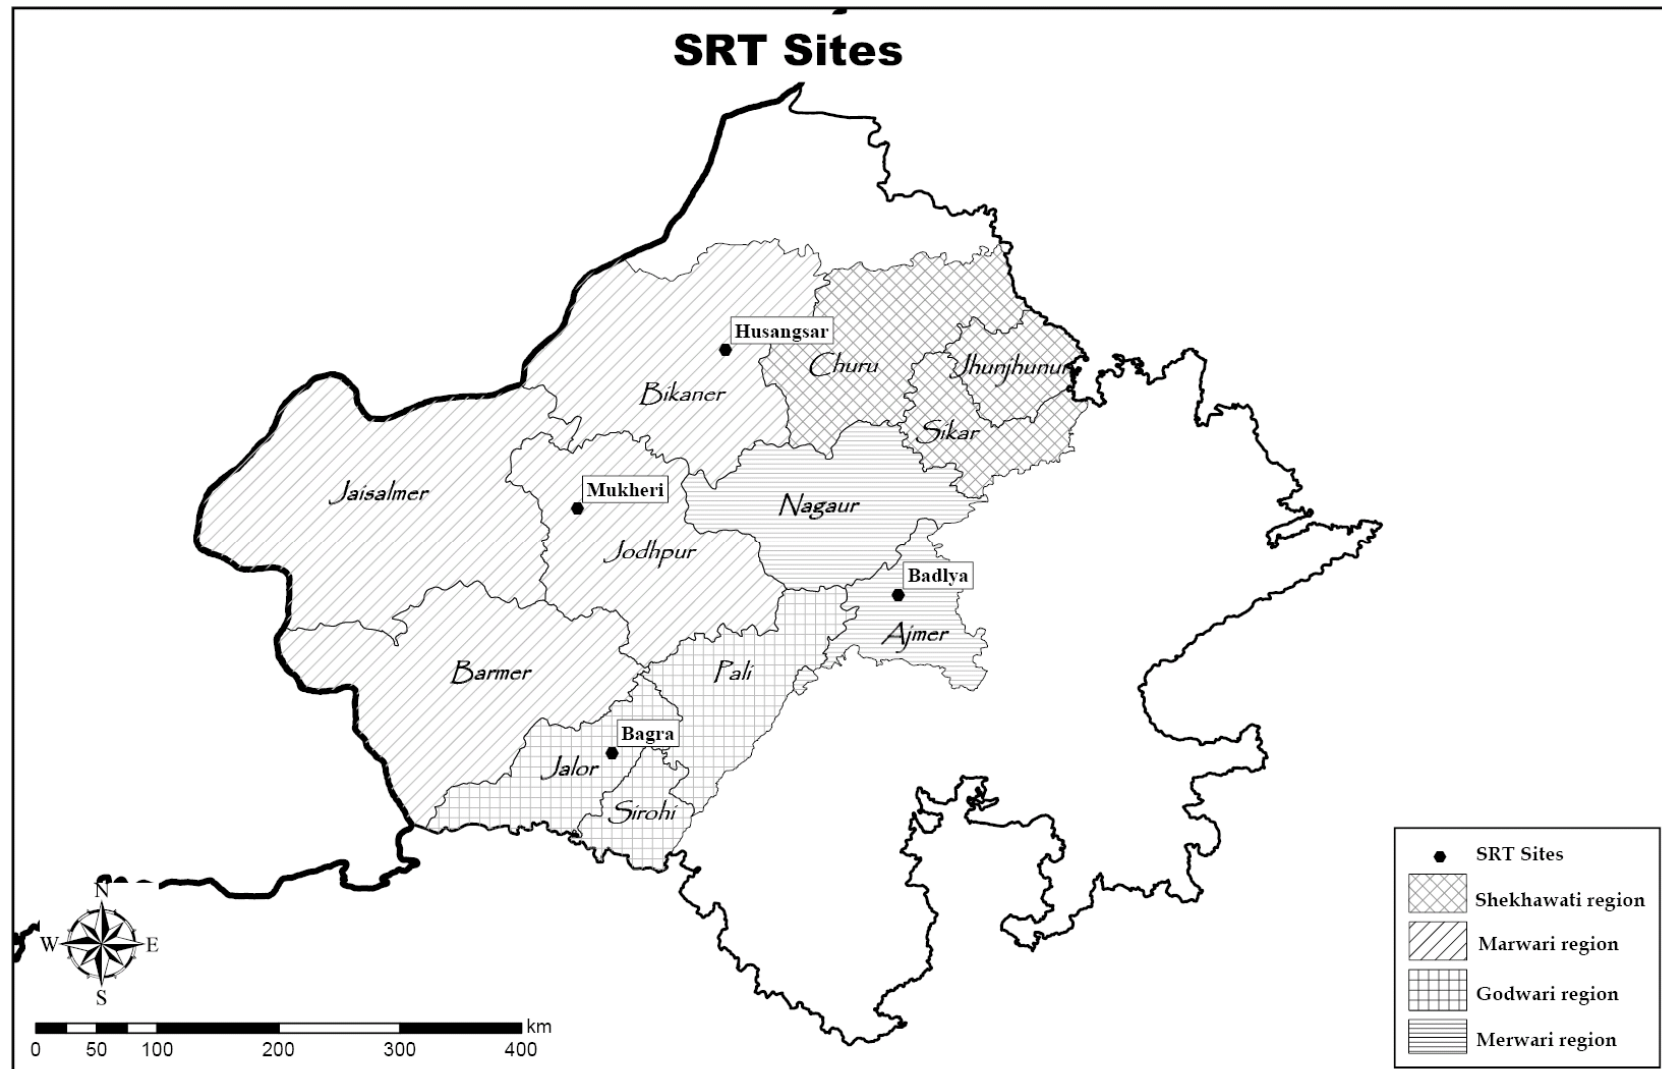 SRT Sites
Husangsar
Churu
Jhunjhunun
Bikaner
Sikar
Jaisalmer
Mukheri
Nagaur
Jodhpur
Badlya
Ajmer
Barmer
Pali
Bagra
Jalor
Sirohi
N
W E
S
km
0 50 100 200 300 400
SRT Sites
Shekhawati region
Marwari region
Godwari region
Merwari region